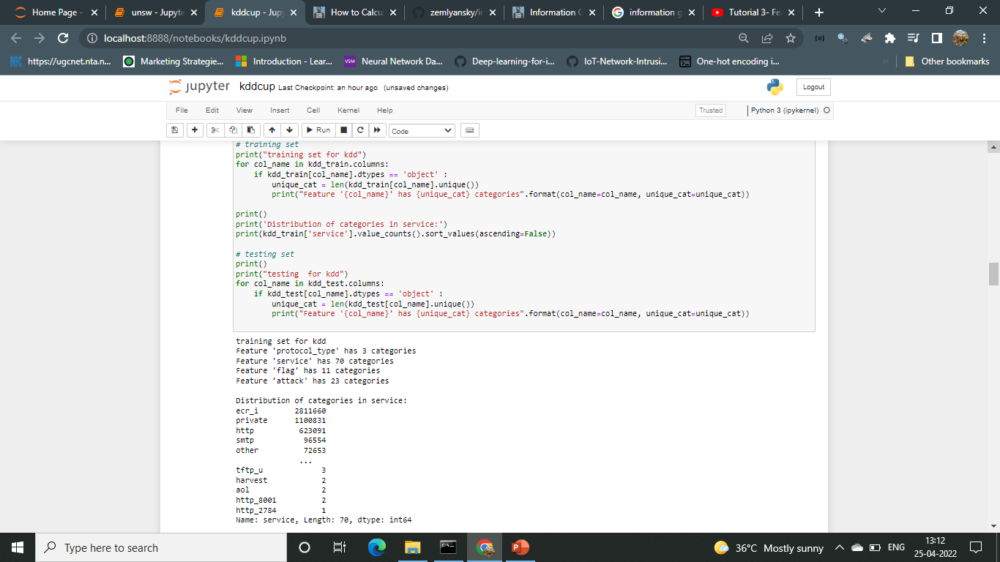 Home Page -
unsw - Jupyte
kddcup - Jup
How to Calcu
zemlyansky/i
Information G
information g
Tutorial 3- Fe
localhost:8888/notebooks/kddcup.ipynb
https://ugcnet.nta.n...
Marketing Strategie...
Introduction - Lear...
VSM
Neural Network Da...
Deep-learning-for-i...
IoT-Network-Intrusi...
One-hot encoding i...
Other bookmarks
jupyter kddcup Last Checkpoint: an hour ago (unsaved changes)
Logout
File Edit View Insert Cell Kernel Help
Trusted
Python 3 (ipykernel)
Run
Code
# training set
print("training set for kdd")
for col_name in kdd_train.columns:
    if kdd_train[col_name].dtypes == 'object' :
        unique_cat = len(kdd_train[col_name].unique())
        print("Feature '{col_name}' has {unique_cat} categories".format(col_name=col_name, unique_cat=unique_cat))
print()
print('Distribution of categories in service:')
print(kdd_train['service'].value_counts().sort_values(ascending=False))
# testing set
print()
print("testing  for kdd")
for col_name in kdd_test.columns:
    if kdd_test[col_name].dtypes == 'object' :
        unique_cat = len(kdd_test[col_name].unique())
        print("Feature '{col_name}' has {unique_cat} categories".format(col_name=col_name, unique_cat=unique_cat))
training set for kdd
Feature 'protocol_type' has 3 categories
Feature 'service' has 70 categories
Feature 'flag' has 11 categories
Feature 'attack' has 23 categories
Distribution of categories in service:
ecr_i 2811660
private 1100831
http 623091
smtp 96554
other 72653
...
tftp_u 3
harvest 2
aol 2
http_8001 2
http_2784 1
Name: service, Length: 70, dtype: int64
Type here to search
36°C Mostly sunny
ENG
13:12
25-04-2022